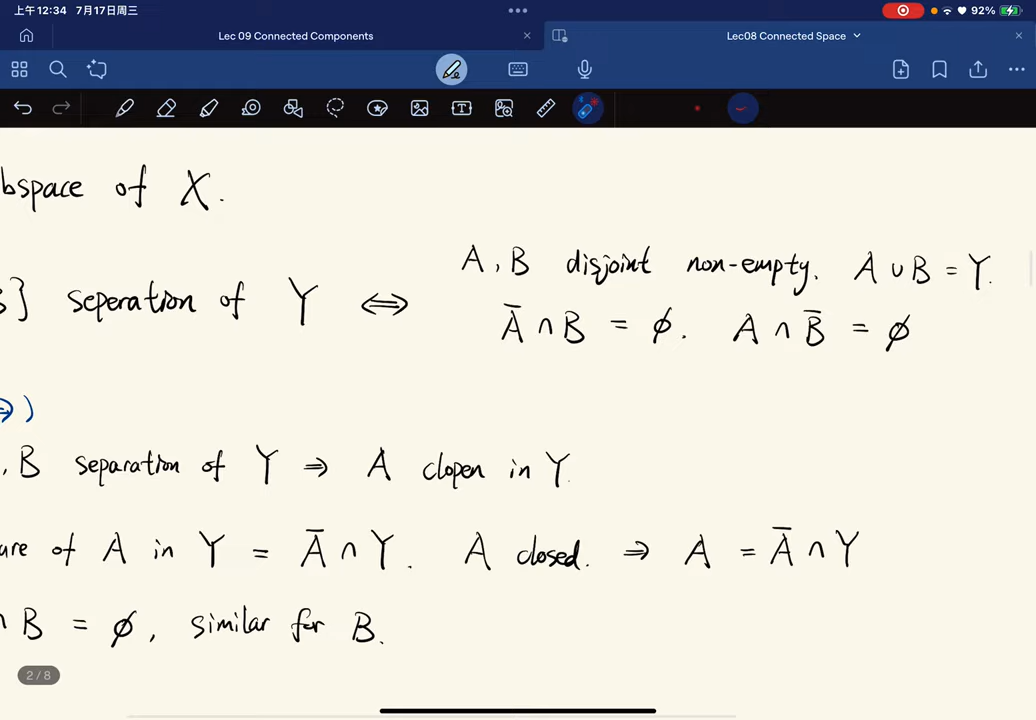 上午12:34 7月17日周三
92%
Lec 09 Connected Components
Lec08 Connected Space
bspace of X.
A, B disjoint non-empty. A ∪ B = Y.
} seperation of Y ⇔
Ā ∩ B = ∅. A ∩ B̄ = ∅
⇒)
, B separation of Y ⇒ A clopen in Y.
ure of A in Y = Ā ∩ Y. A closed. ⇒ A = Ā ∩ Y
∩ B = ∅, similar for B.
2 / 8